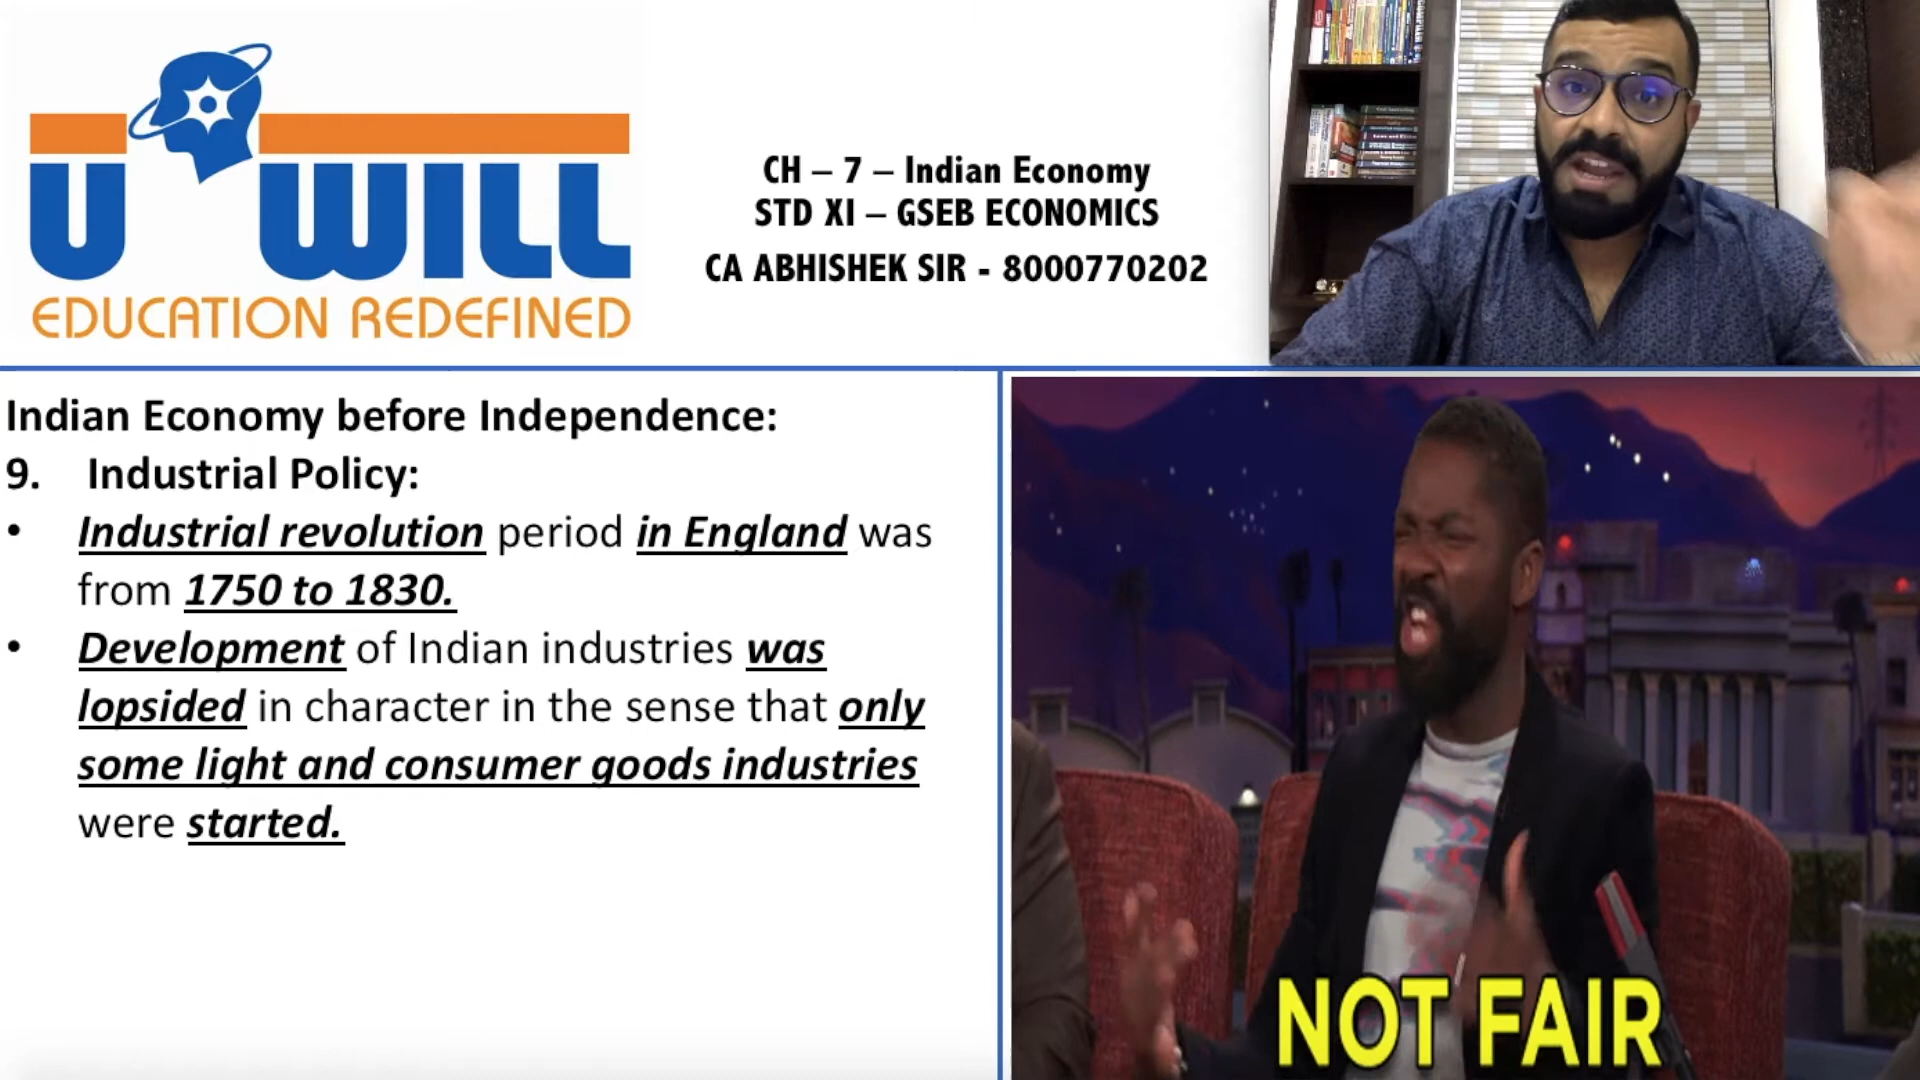 U WILL
EDUCATION REDEFINED
CH – 7 – Indian Economy
STD XI – GSEB ECONOMICS
CA ABHISHEK SIR - 8000770202
Indian Economy before Independence:
9. Industrial Policy:
• Industrial revolution period in England was
from 1750 to 1830.
• Development of Indian industries was
lopsided in character in the sense that only
some light and consumer goods industries
were started.
NOT FAIR